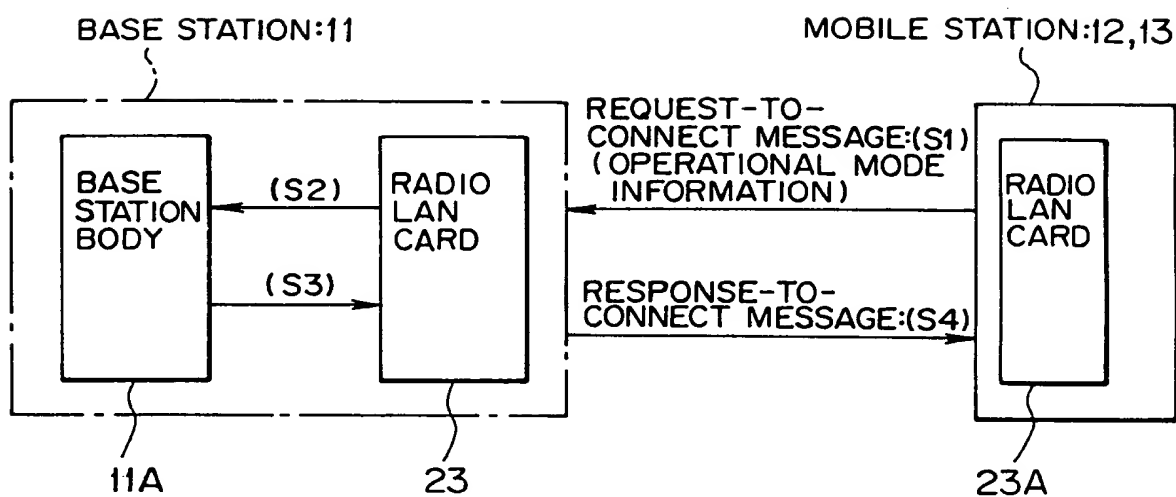 BASE STATION:11
MOBILE STATION:12,13
BASE
STATION
BODY
(S2)
(S3)
RADIO
LAN
CARD
REQUEST-TO-
CONNECT MESSAGE:(S1)
(OPERATIONAL MODE
INFORMATION)
RESPONSE-TO-
CONNECT MESSAGE:(S4)
RADIO
LAN
CARD
11A
23
23A